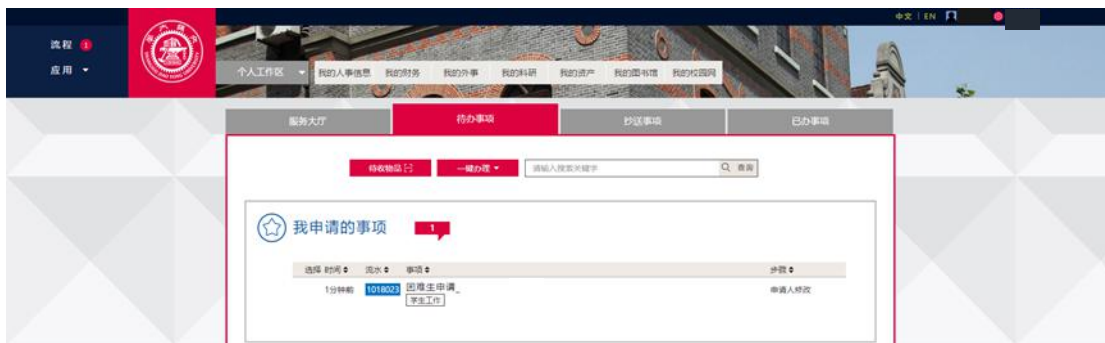 中文 | EN
流程 1
应用
个人工作区 我的人事信息 我的财务 我的外事 我的科研 我的资产 我的图书馆 我的校园网
服务大厅 待办事项 抄送事项 已办事项
待收物品 [-] 一键办理 请输入搜索关键字 查询
我申请的事项 1
选择 时间 流水 事项 步骤
1分钟前 1018023 困难生申请_ 申请人修改
学生工作